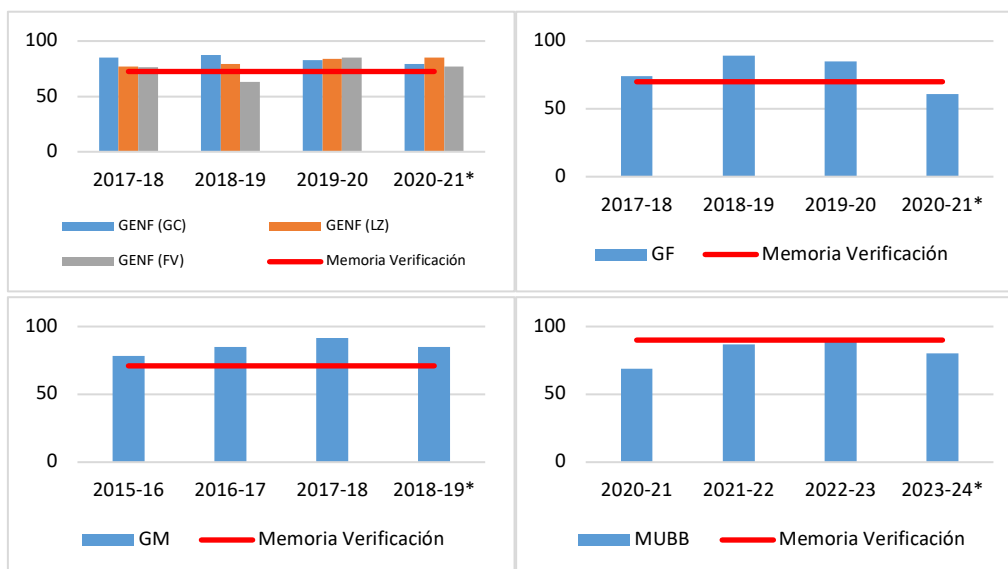 100
50
0
2017-18 2018-19 2019-20 2020-21*
GENF (GC) GENF (LZ)
GENF (FV) Memoria Verificación
100
50
0
2017-18 2018-19 2019-20 2020-21*
GF Memoria Verificación
100
50
0
2015-16 2016-17 2017-18 2018-19*
GM Memoria Verificación
100
50
0
2020-21 2021-22 2022-23 2023-24*
MUBB Memoria Verificación